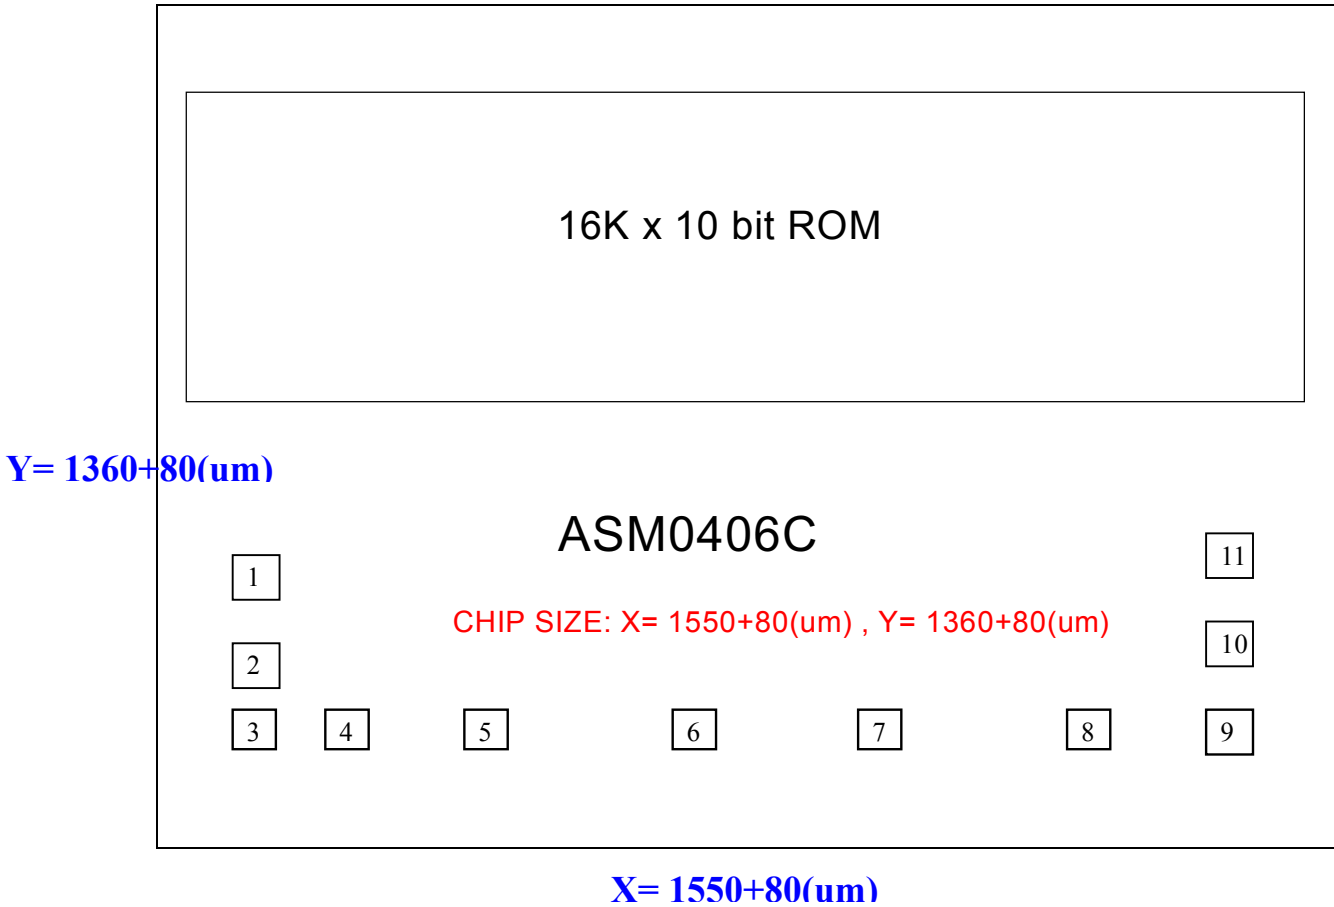 16K x 10 bit ROM
Y= 1360+80(um)
ASM0406C
11
1
CHIP SIZE: X= 1550+80(um) , Y= 1360+80(um)
10
2
3 4 5 6 7 8 9
X= 1550+80(um)